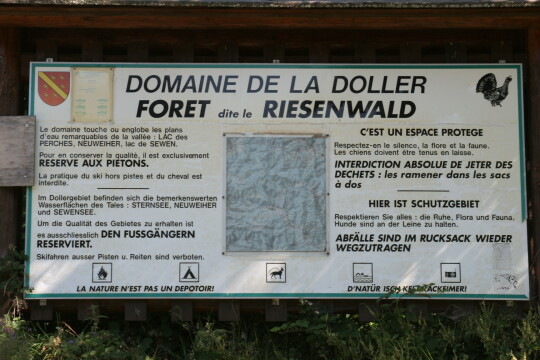 DOMAINE DE LA DOLLER
FORET dite le RIESENWALD
Le domaine touche ou englobe les plans
d'eau remarquables de la vallée : LAC des
PERCHES, NEUWEIHER, lac de SEWEN.
Pour en conserver la qualité, il est exclusivement
RESERVE AUX PIETONS.
La pratique du ski hors pistes et du cheval est
interdite.
Im Dollergebiet befinden sich die bemerkenswerten
Wasserflächen des Tales : STERNSEE, NEUWEIHER
und SEWENSEE.
Um die Qualität des Gebietes zu erhalten ist
es ausschliesslich DEN FUSSGÄNGERN
RESERVIERT.
Skifahren ausser Pisten u. Reiten sind verboten.
LA NATURE N'EST PAS UN DEPOTOIR!
C'EST UN ESPACE PROTEGE
Respectez-en le silence, la flore et la faune.
Les chiens doivent être tenus en laisse.
INTERDICTION ABSOLUE DE JETER DES
DECHETS : les ramener dans les sacs
à dos
HIER IST SCHUTZGEBIET
Respektieren Sie alles : die Ruhe, Flora und Fauna.
Hunde sind an der Leine zu halten.
ABFÄLLE SIND IM RUCKSACK WIEDER
WEGZUTRAGEN
D'NATÜR ISCH KEI DRACKEIMER!